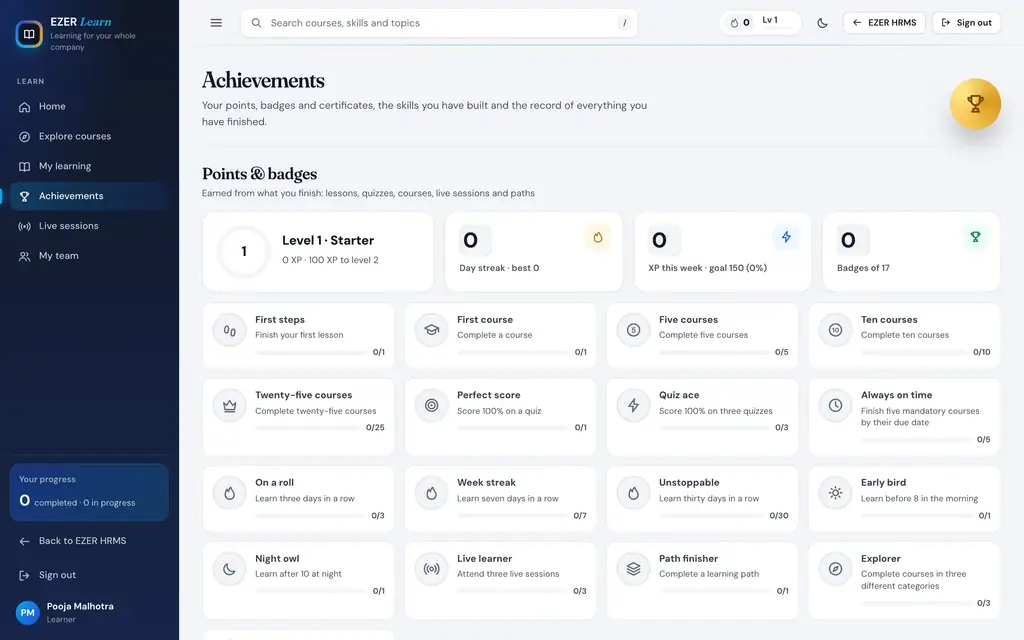 EZER Learn
Learning for your whole
company
LEARN
Home
Explore courses
My learning
Achievements
Live sessions
My team
Your progress
0 completed · 0 in progress
Back to EZER HRMS
Sign out
PM
Pooja Malhotra
Learner
Search courses, skills and topics
/
0
Lv 1
EZER HRMS
Sign out
Achievements
Your points, badges and certificates, the skills you have built and the record of everything you
have finished.
Points & badges
Earned from what you finish: lessons, quizzes, courses, live sessions and paths
1
Level 1 · Starter
0 XP · 100 XP to level 2
0
Day streak · best 0
0
XP this week · goal 150 (0%)
0
Badges of 17
First steps
Finish your first lesson
0/1
First course
Complete a course
0/1
5
Five courses
Complete five courses
0/5
10
Ten courses
Complete ten courses
0/10
Twenty-five courses
Complete twenty-five courses
0/25
Perfect score
Score 100% on a quiz
0/1
Quiz ace
Score 100% on three quizzes
0/3
Always on time
Finish five mandatory courses
by their due date
0/5
On a roll
Learn three days in a row
0/3
Week streak
Learn seven days in a row
0/7
Unstoppable
Learn thirty days in a row
0/30
Early bird
Learn before 8 in the morning
0/1
Night owl
Learn after 10 at night
0/1
Live learner
Attend three live sessions
0/3
Path finisher
Complete a learning path
0/1
Explorer
Complete courses in three
different categories
0/3